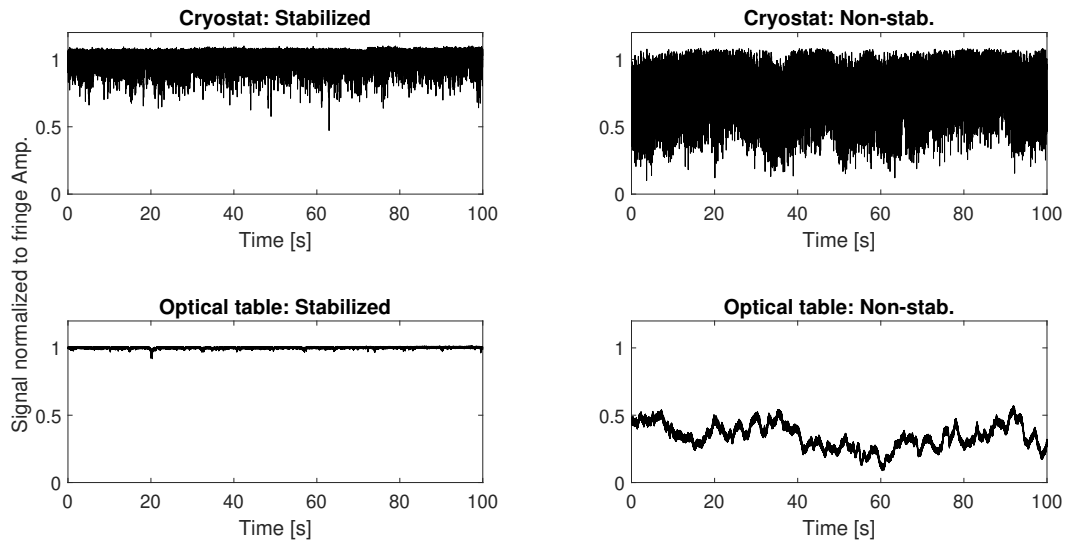 Signal normalized to fringe Amp.
Cryostat: Stabilized
1
0.5
0
0 20 40 60 80 100
Time [s]
Cryostat: Non-stab.
1
0.5
0
0 20 40 60 80 100
Time [s]
Optical table: Stabilized
1
0.5
0
0 20 40 60 80 100
Time [s]
Optical table: Non-stab.
1
0.5
0
0 20 40 60 80 100
Time [s]